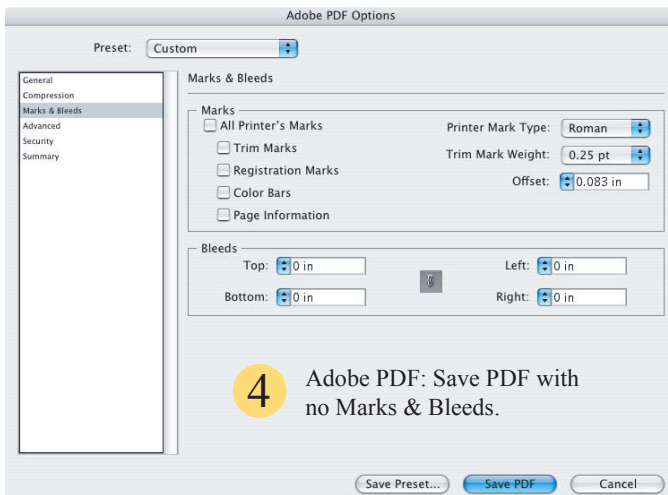 Adobe PDF Options
Preset: Custom
General
Compression
Marks & Bleeds
Advanced
Security
Summary
Marks & Bleeds
Marks
All Printer's Marks
Trim Marks
Registration Marks
Color Bars
Page Information
Printer Mark Type: Roman
Trim Mark Weight: 0.25 pt
Offset: 0.083 in
Bleeds
Top: 0 in Left: 0 in
Bottom: 0 in Right: 0 in
4 Adobe PDF: Save PDF with
no Marks & Bleeds.
Save Preset... Save PDF Cancel